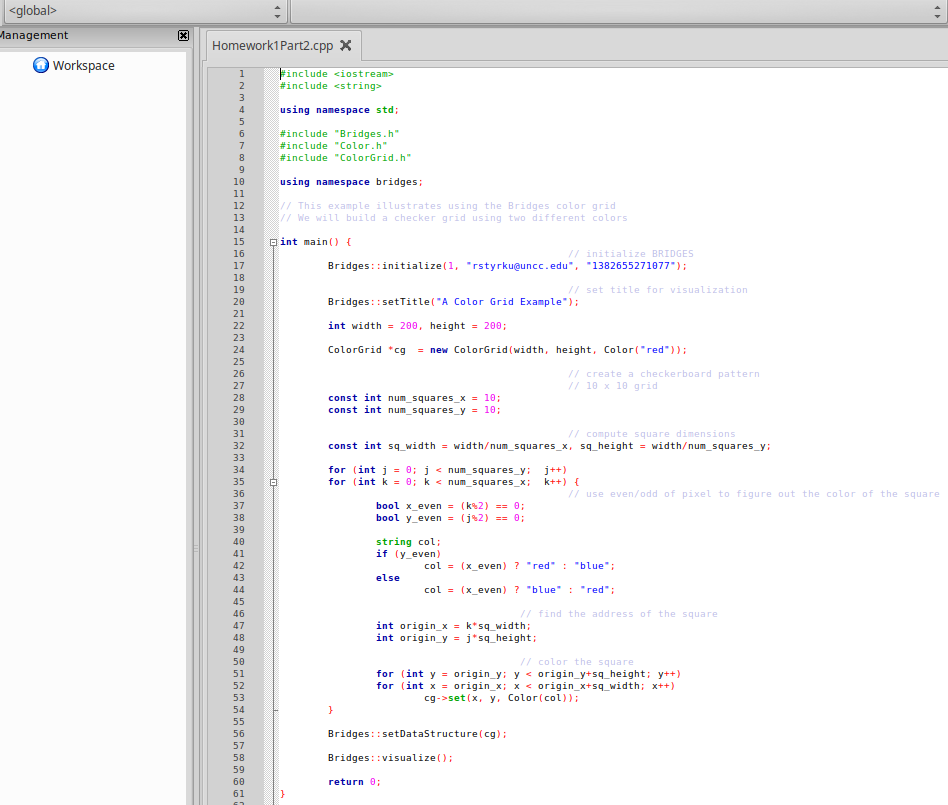 <global>
Management
Workspace
Homework1Part2.cpp
1 #include <iostream>
2 #include <string>
3
4 using namespace std;
5
6 #include "Bridges.h"
7 #include "Color.h"
8 #include "ColorGrid.h"
9
10 using namespace bridges;
11
12 // This example illustrates using the Bridges color grid
13 // We will build a checker grid using two different colors
14
15 int main() {
16 // initialize BRIDGES
17 Bridges::initialize(1, "rstyrku@uncc.edu", "1382655271077");
18
19 // set title for visualization
20 Bridges::setTitle("A Color Grid Example");
21
22 int width = 200, height = 200;
23
24 ColorGrid *cg  = new ColorGrid(width, height, Color("red"));
25
26 // create a checkerboard pattern
27 // 10 x 10 grid
28 const int num_squares_x = 10;
29 const int num_squares_y = 10;
30
31 // compute square dimensions
32 const int sq_width = width/num_squares_x, sq_height = width/num_squares_y;
33
34 for (int j = 0; j < num_squares_y;  j++)
35 for (int k = 0; k < num_squares_x;  k++) {
36 // use even/odd of pixel to figure out the color of the square
37 bool x_even = (k%2) == 0;
38 bool y_even = (j%2) == 0;
39
40 string col;
41 if (y_even)
42 col = (x_even) ? "red" : "blue";
43 else
44 col = (x_even) ? "blue" : "red";
45
46 // find the address of the square
47 int origin_x = k*sq_width;
48 int origin_y = j*sq_height;
49
50 // color the square
51 for (int y = origin_y; y < origin_y+sq_height; y++)
52 for (int x = origin_x; x < origin_x+sq_width; x++)
53 cg->set(x, y, Color(col));
54 }
55
56 Bridges::setDataStructure(cg);
57
58 Bridges::visualize();
59
60 return 0;
61 }